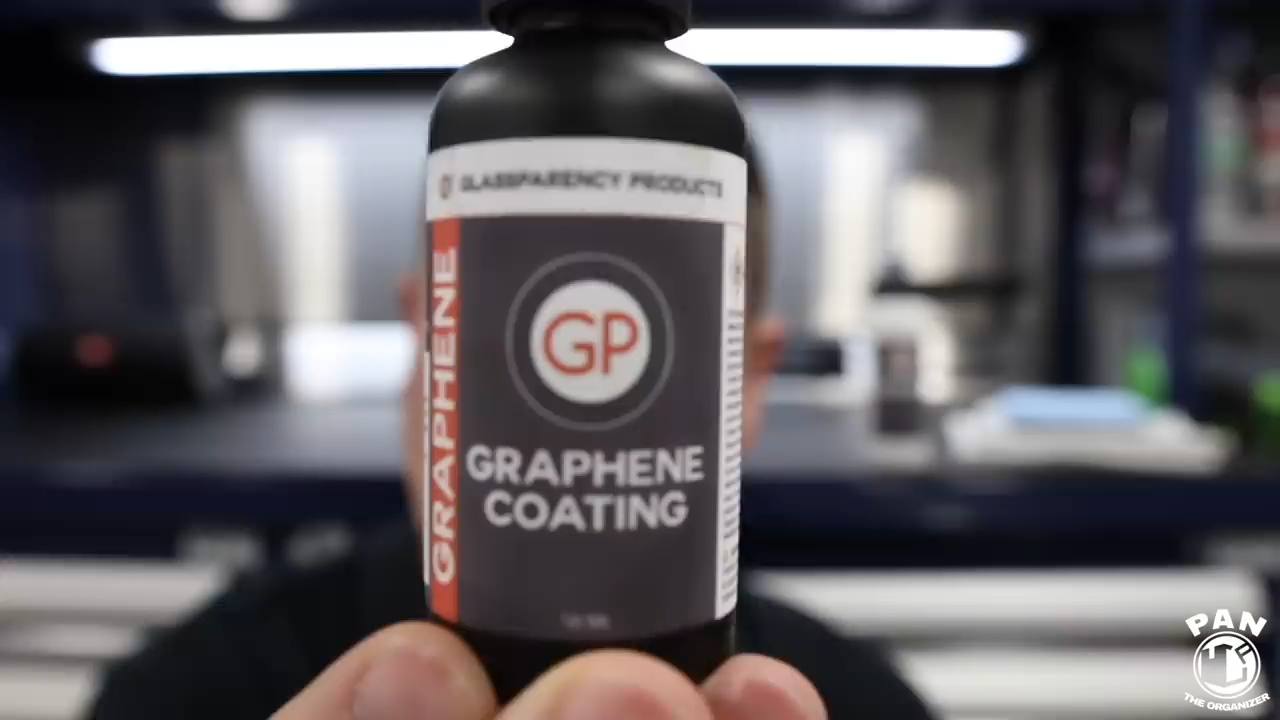 GLASSPARENCY PRODUCTS
GRAPHENE
GP
GRAPHENE
COATING
PAN
THE ORGANIZER